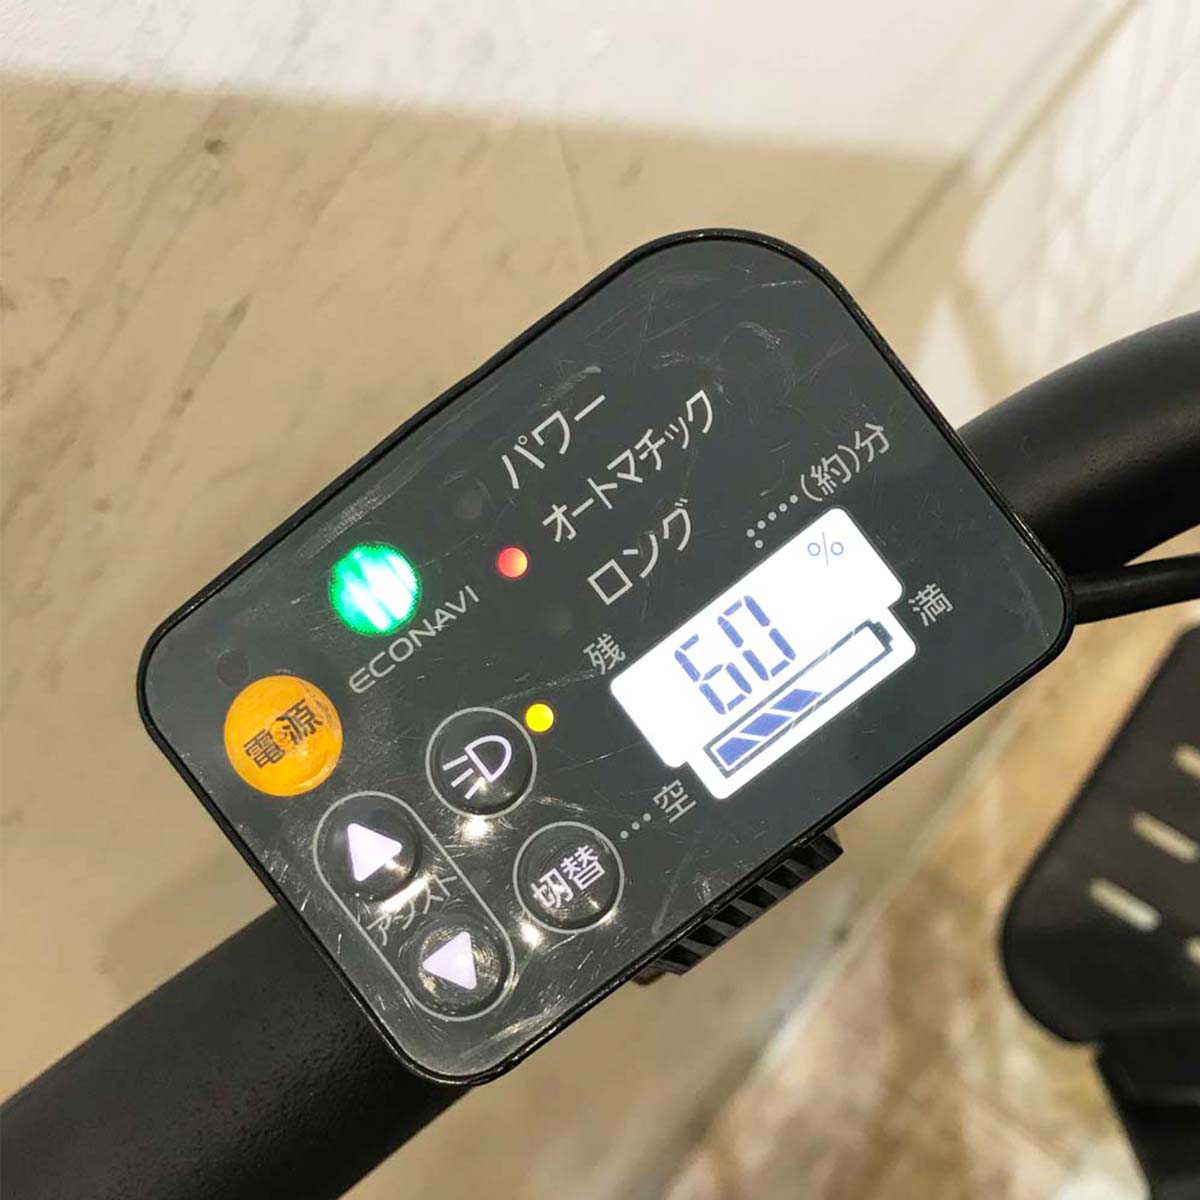 パワー
オートマチック
ロング
(約)分
ECONAVI
残
60
%
満
空
電源
アシスト
切替